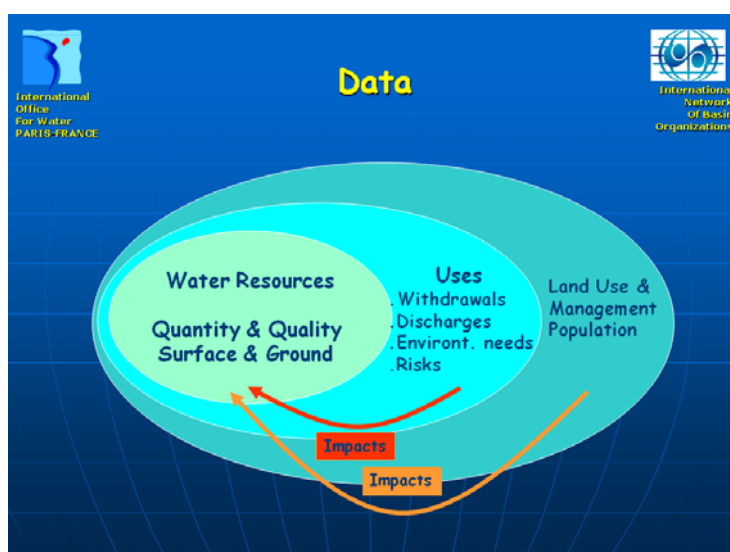 International
Office
For Water
PARIS-FRANCE
Data
International
Network
Of Basin
Organizations
Water Resources
Quantity & Quality
Surface & Ground
Uses
.Withdrawals
.Discharges
.Environt. needs
.Risks
Land Use &
Management
Population
Impacts
Impacts